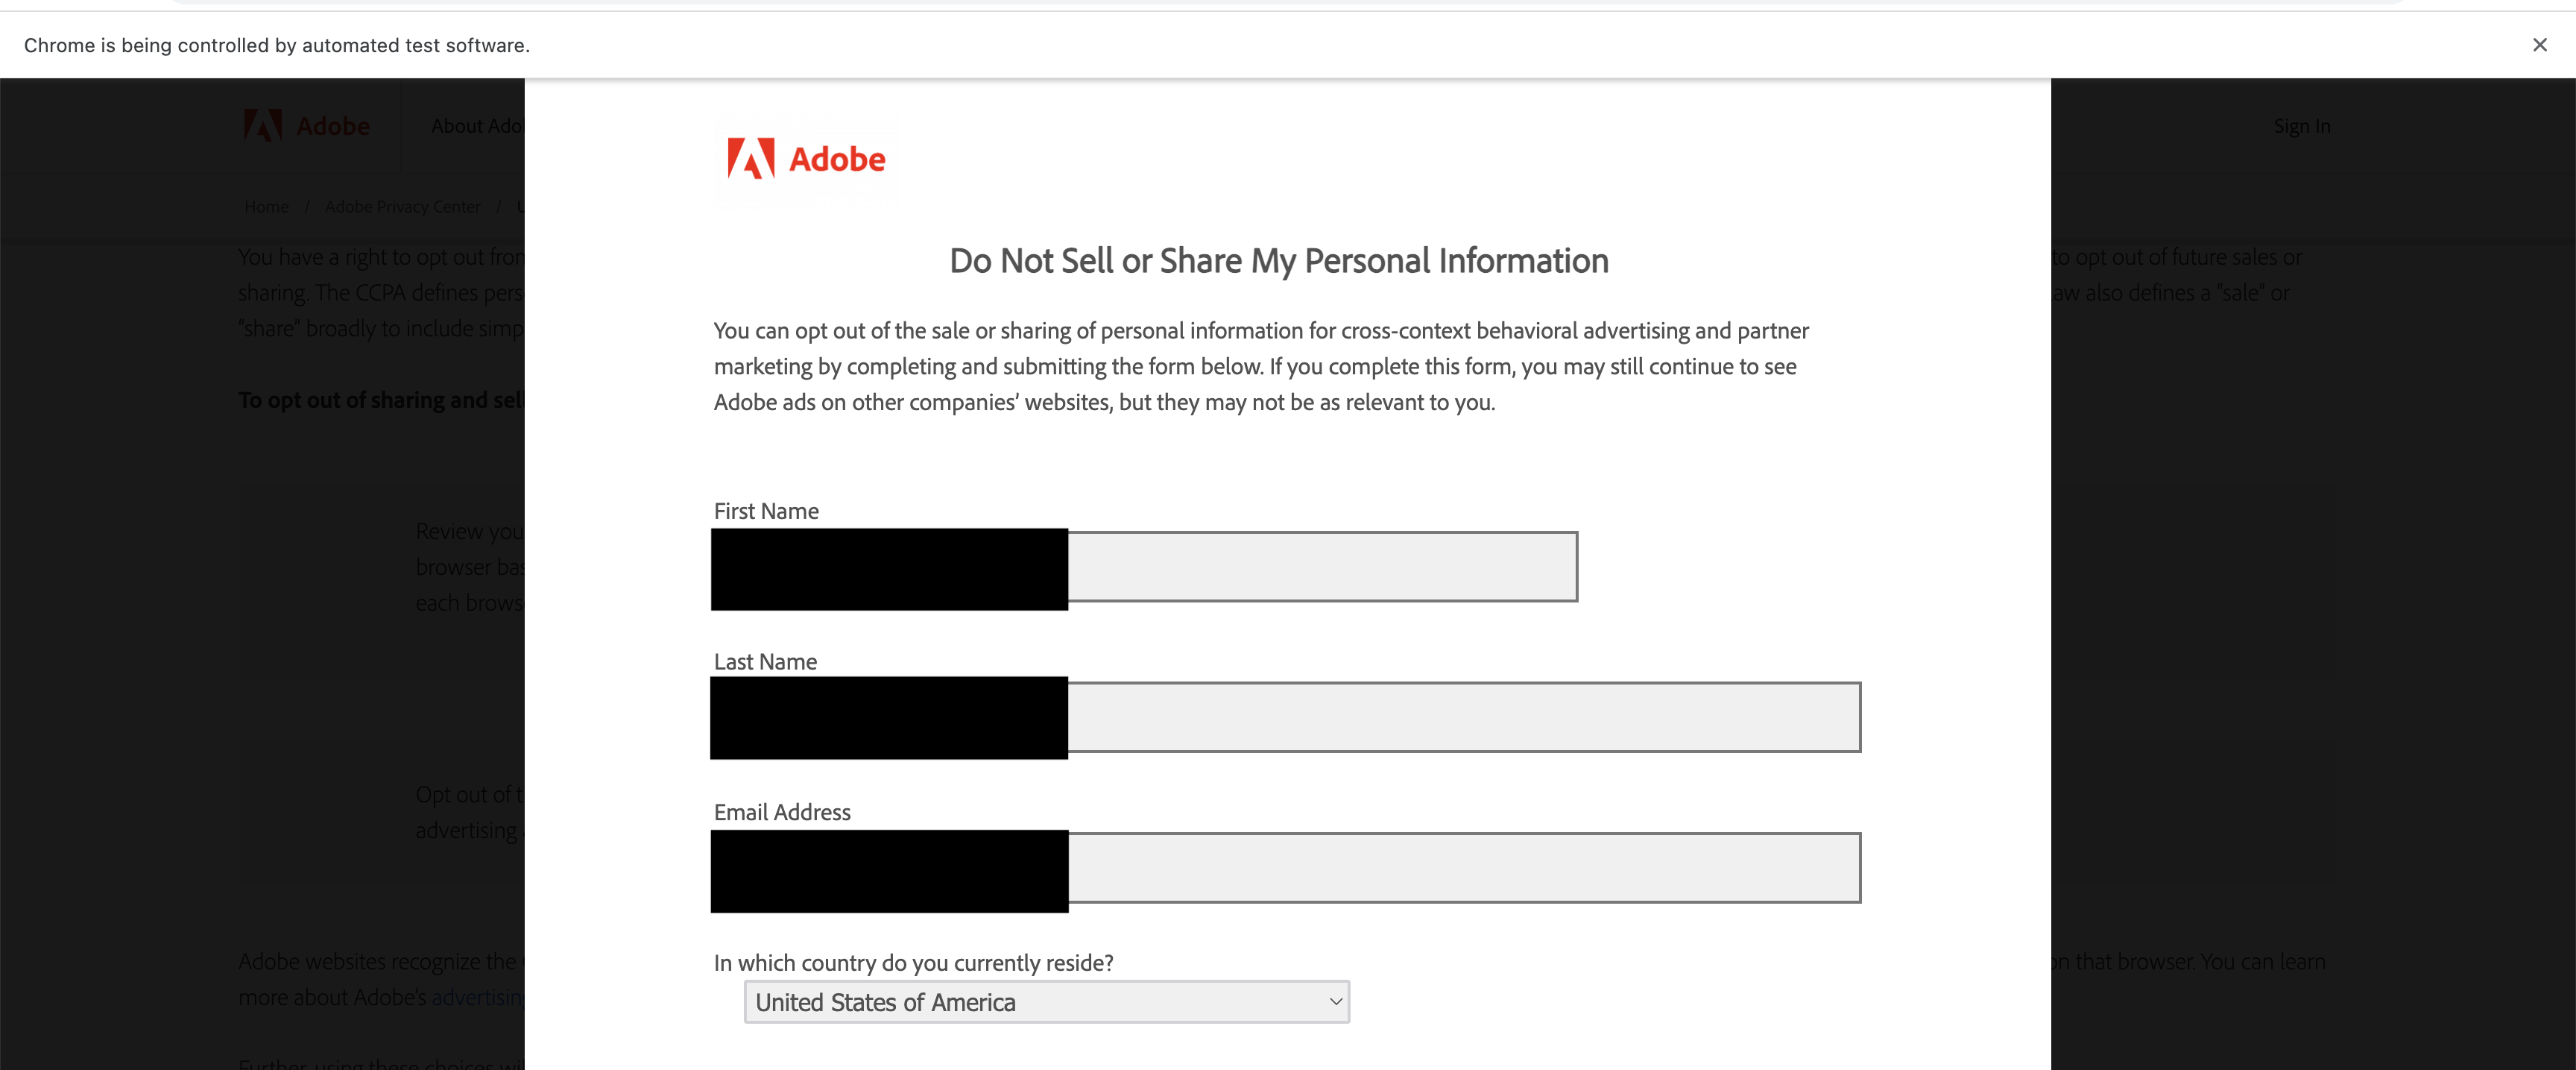 Chrome is being controlled by automated test software.
Adobe
About Ado
Sign In
Home / Adobe Privacy Center /
You have a right to opt out from
to opt out of future sales or
sharing. The CCPA defines pers
aw also defines a "sale" or
"share" broadly to include simp
To opt out of sharing and sell
Review you
browser bas
each brows
Opt out of t
advertising
Adobe websites recognize the
on that browser. You can learn
more about Adobe's advertising
Further, using these choices wil
Adobe
Do Not Sell or Share My Personal Information
You can opt out of the sale or sharing of personal information for cross-context behavioral advertising and partner
marketing by completing and submitting the form below. If you complete this form, you may still continue to see
Adobe ads on other companies' websites, but they may not be as relevant to you.
First Name
Last Name
Email Address
In which country do you currently reside?
United States of America